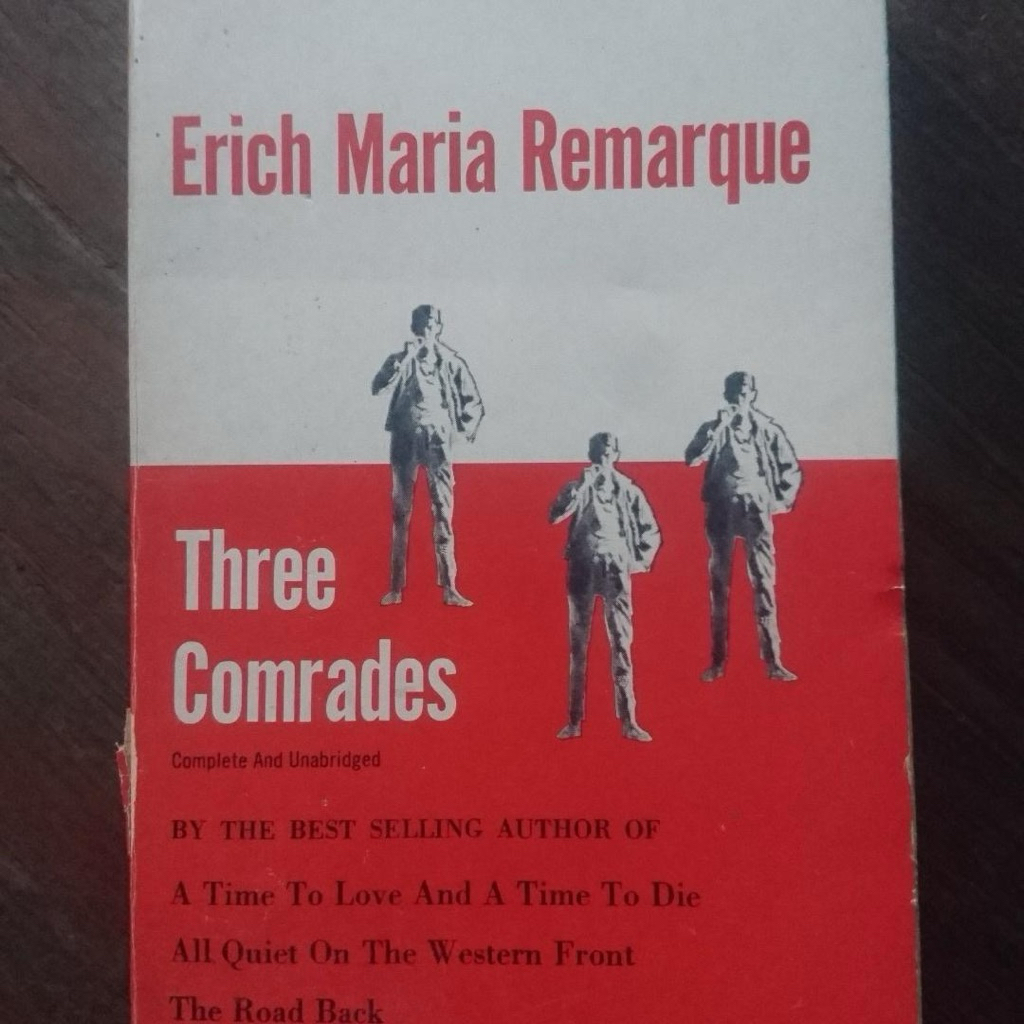 Erich Maria Remarque
Three
Comrades
Complete And Unabridged
BY THE BEST SELLING AUTHOR OF
A Time To Love And A Time To Die
All Quiet On The Western Front
The Road Back